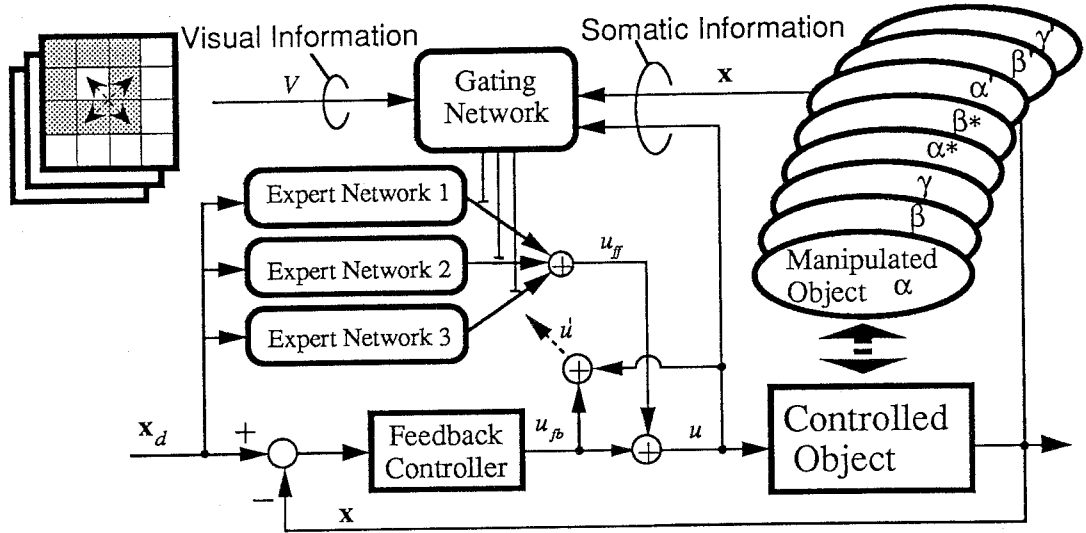 Visual Information
Somatic Information
V
Gating
Network
x
γ'
β'
α'
β*
α*
γ
β
Manipulated
Object α
Expert Network 1
Expert Network 2
Expert Network 3
+
u_ff
u'
+
x_d
+
−
Feedback
Controller
u_fb
+
u
Controlled
Object
x